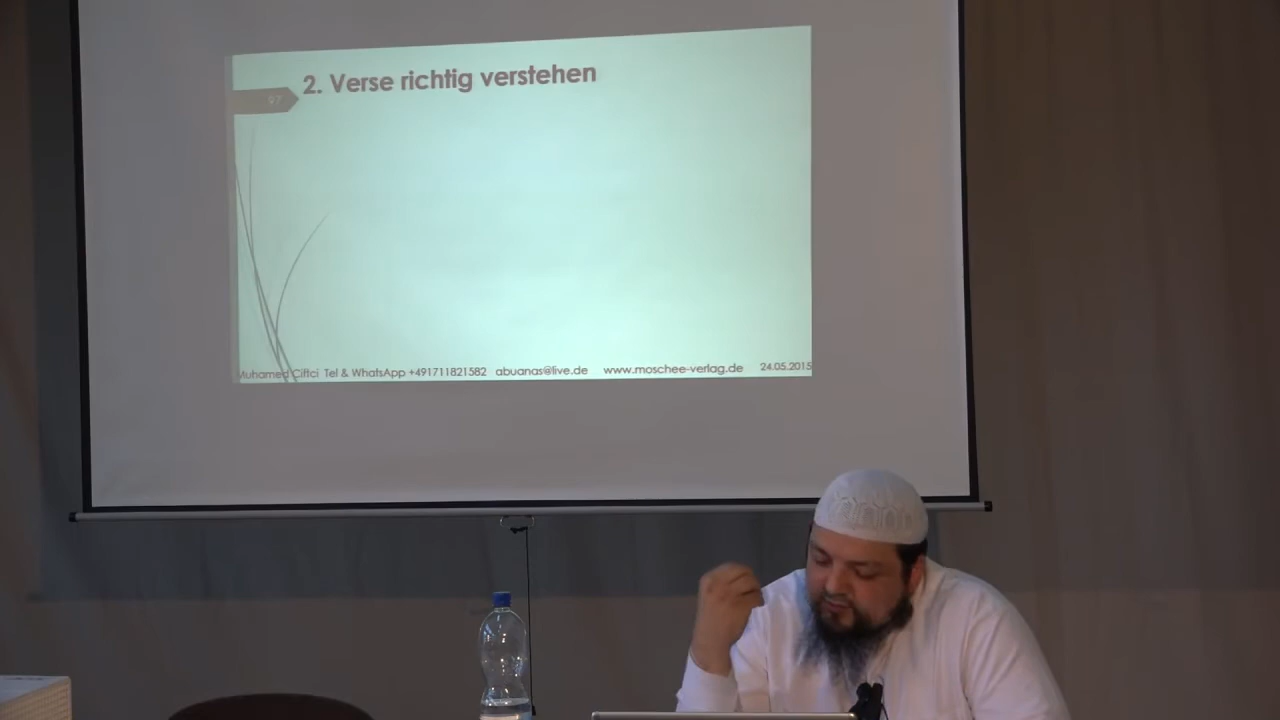 2. Verse richtig verstehen
97
Muhamed Ciftci Tel & WhatsApp +491711821582 abuanas@live.de www.moschee-verlag.de 24.05.2015